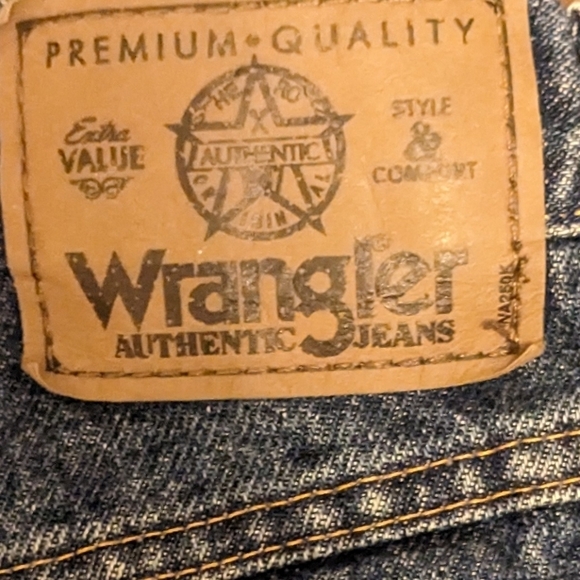 PREMIUM • QUALITY
Extra
VALUE
AUTHENTIC
STYLE
&
COMFORT
Wrangler
AUTHENTIC JEANS